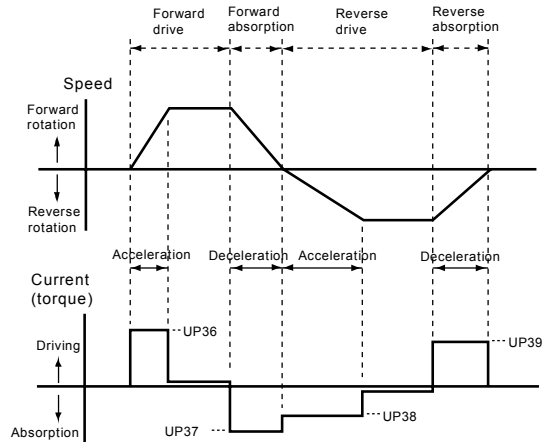 Forward drive
Forward absorption
Reverse drive
Reverse absorption
Speed
Forward rotation
Reverse rotation
Acceleration
Deceleration
Acceleration
Deceleration
Current (torque)
Driving
Absorption
UP36
UP37
UP38
UP39